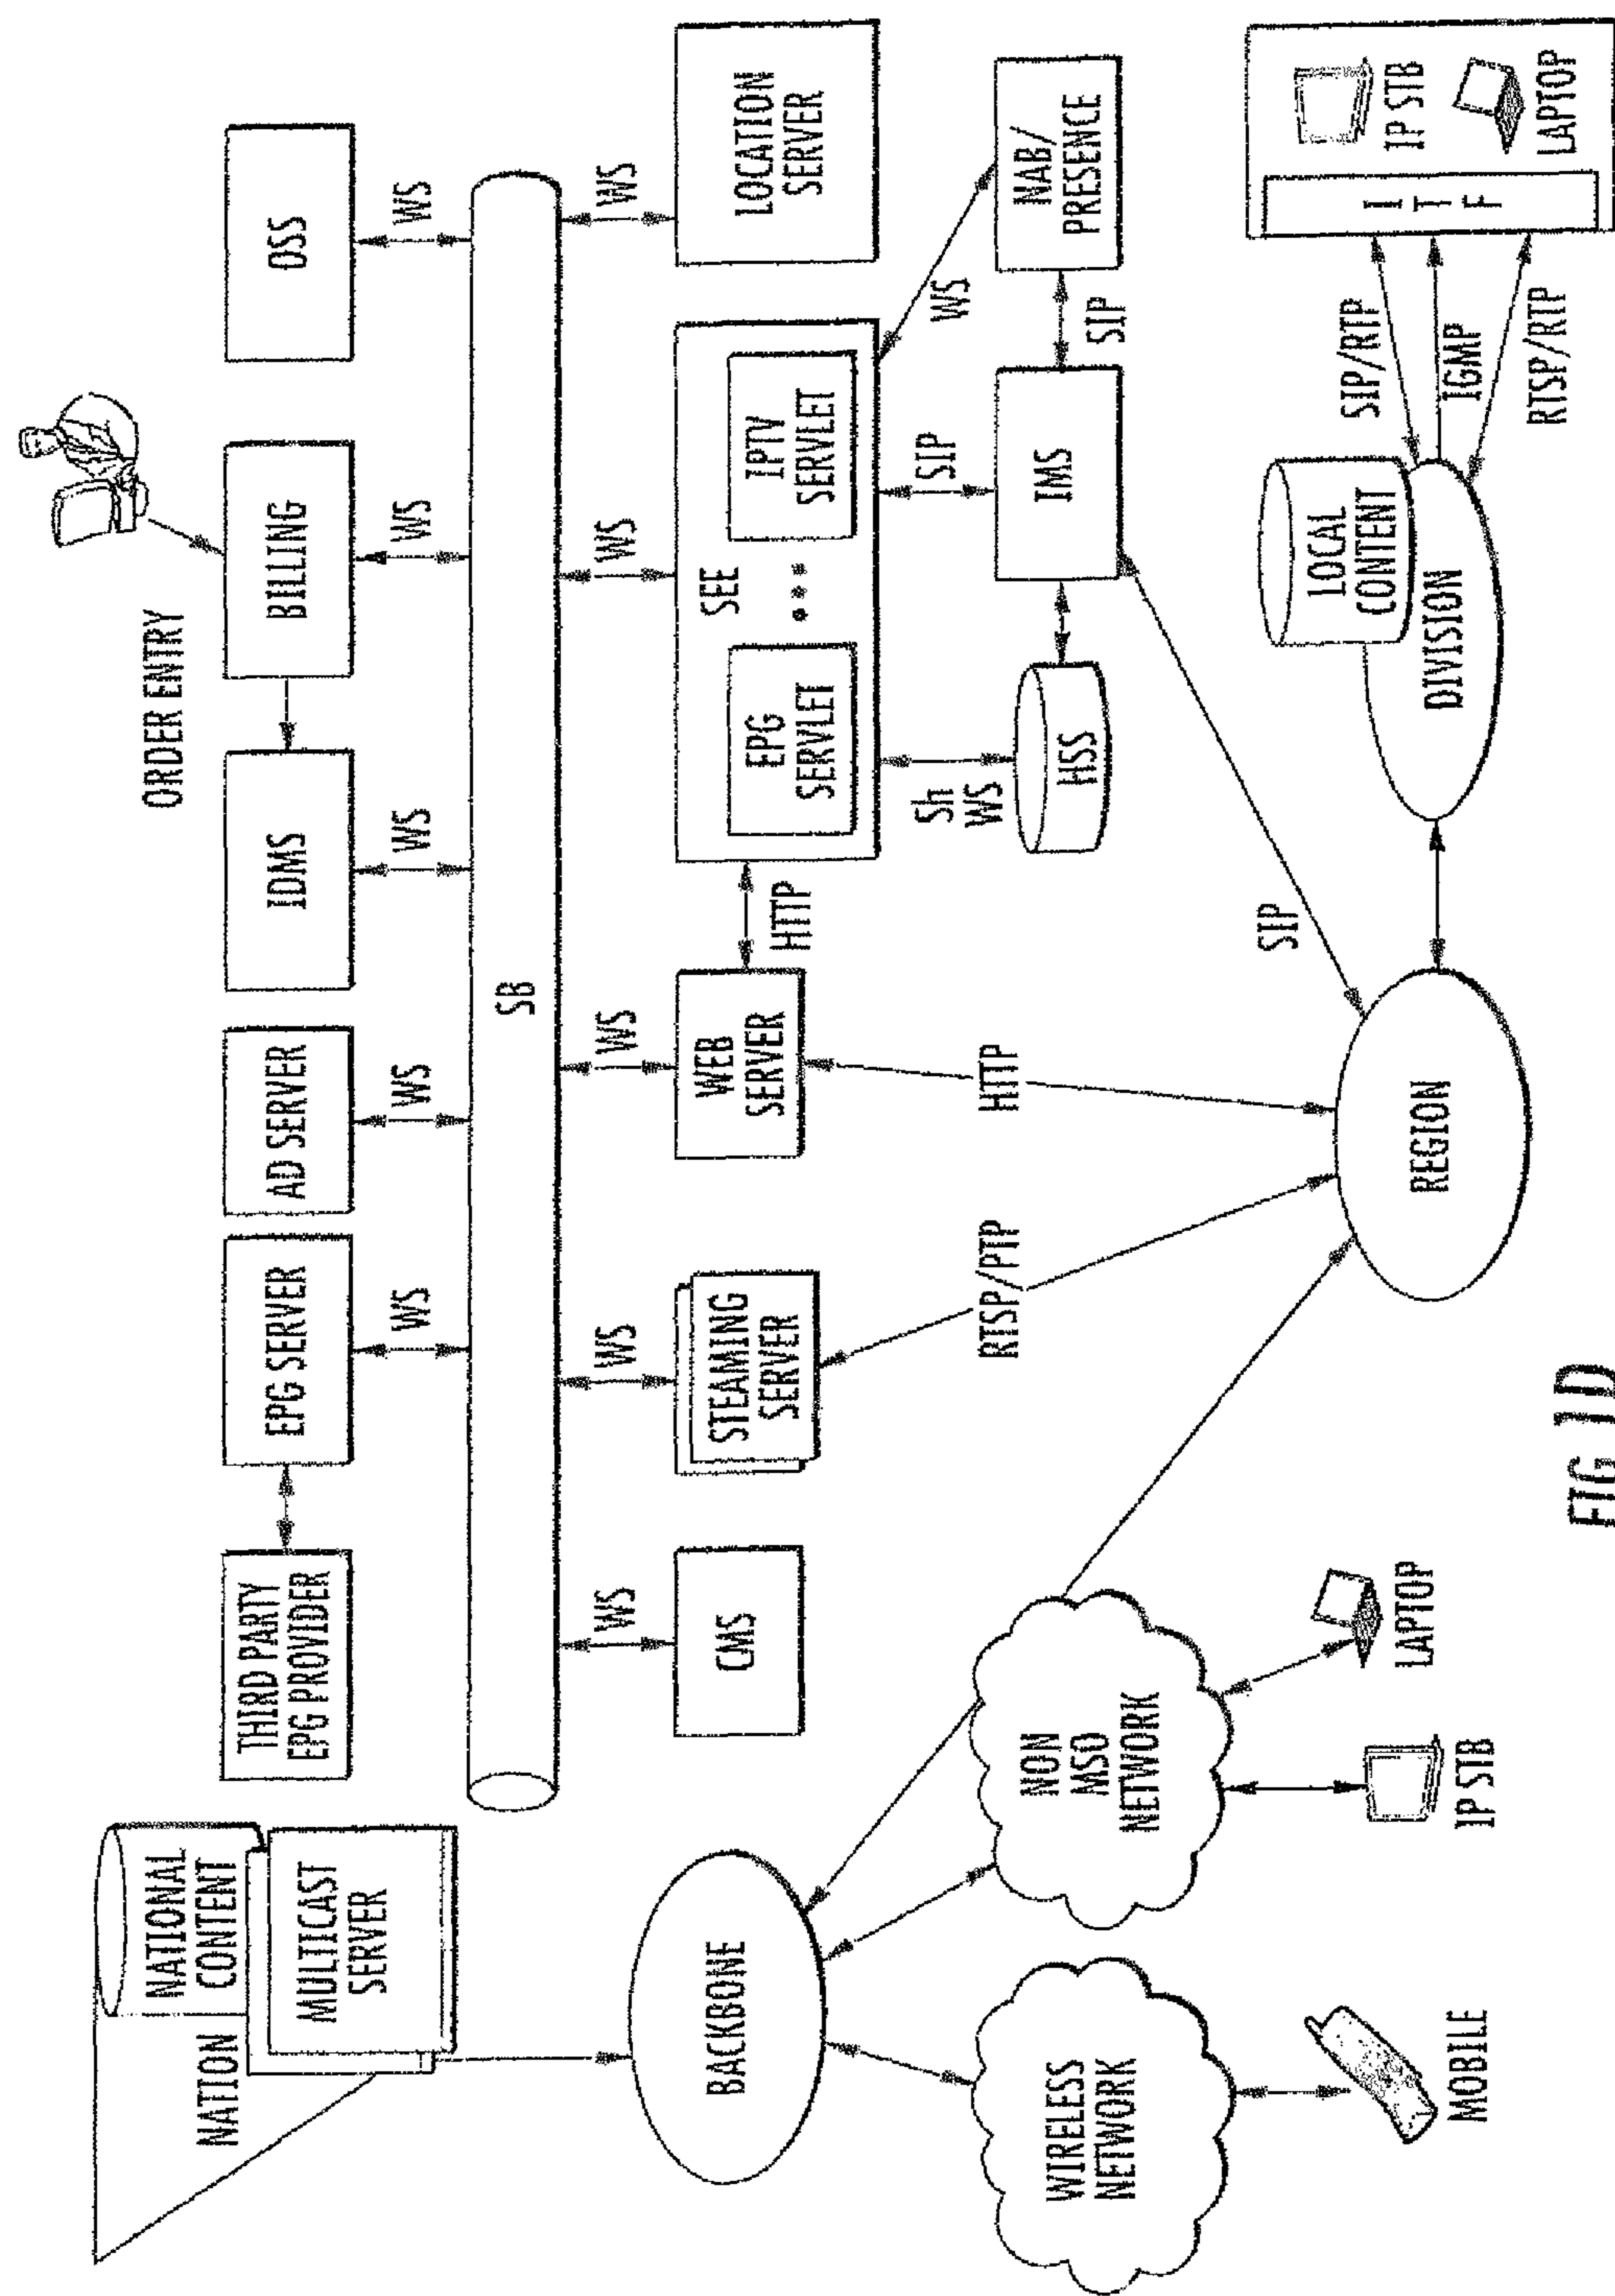 ORDER ENTRY
NATION
NATIONAL
CONTENT
MULTICAST
SERVER
THIRD PARTY
EPG PROVIDER
EPG SERVER
AD SERVER
IDMS
BILLING
OSS
WS
WS
WS
WS
WS
SB
WS
WS
WS
WS
WS
CMS
STEAMING
SERVER
WEB
SERVER
HTTP
SEE
EPG
SERVLET
IPTV
SERVLET
LOCATION
SERVER
BACKBONE
Sh
WS
SIP
WS
RTSP/PTP
HTTP
HSS
IMS
SIP
NAB/
PRESENCE
WIRELESS
NETWORK
NON
MSO
NETWORK
SIP
REGION
LOCAL
CONTENT
DIVISION
SIP/RTP
IGMP
RTSP/RTP
ITF
IP STB
LAPTOP
MOBILE
IP STB
LAPTOP
FIG 1D